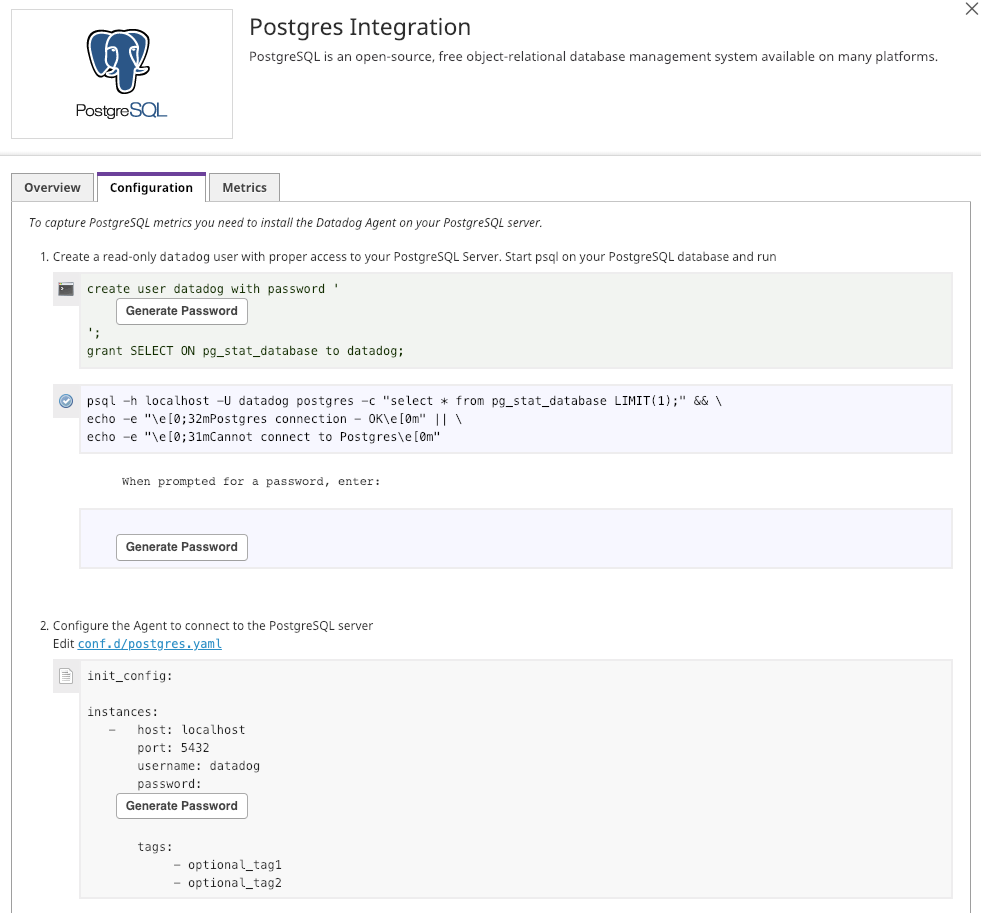 Postgres Integration
PostgreSQL is an open-source, free object-relational database management system available on many platforms.
PostgreSQL
Overview
Configuration
Metrics
To capture PostgreSQL metrics you need to install the Datadog Agent on your PostgreSQL server.
1. Create a read-only datadog user with proper access to your PostgreSQL Server. Start psql on your PostgreSQL database and run
create user datadog with password '
Generate Password
';
grant SELECT ON pg_stat_database to datadog;
psql -h localhost -U datadog postgres -c "select * from pg_stat_database LIMIT(1);" && \
echo -e "\e[0;32mPostgres connection - OK\e[0m" || \
echo -e "\e[0;31mCannot connect to Postgres\e[0m"
When prompted for a password, enter:
Generate Password
2. Configure the Agent to connect to the PostgreSQL server
Edit conf.d/postgres.yaml
init_config:
instances:
- host: localhost
port: 5432
username: datadog
password:
Generate Password
tags:
- optional_tag1
- optional_tag2